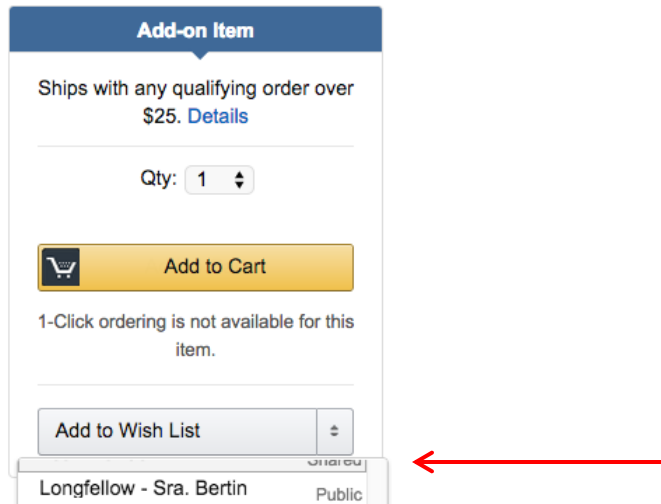 Add-on Item
Ships with any qualifying order over
$25. Details
Qty: 1
Add to Cart
1-Click ordering is not available for this
item.
Add to Wish List
Shared
Longfellow - Sra. Bertin
Public